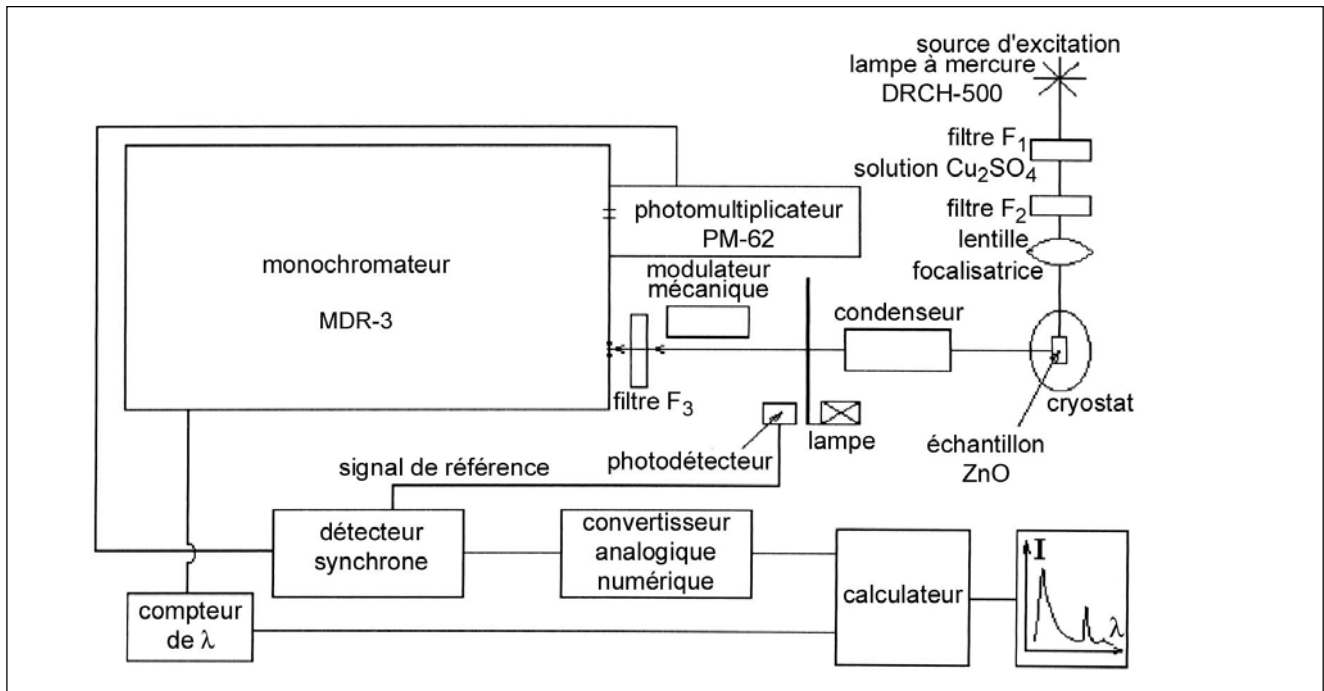 source d'excitation
lampe à mercure
DRCH-500
filtre F1
solution Cu2SO4
filtre F2
lentille
focalisatrice
photomultiplicateur
PM-62
monochromateur
MDR-3
modulateur
mécanique
condenseur
filtre F3
cryostat
lampe
photodétecteur
échantillon
ZnO
signal de référence
détecteur
synchrone
convertisseur
analogique
numérique
calculateur
I
λ
compteur
de λ